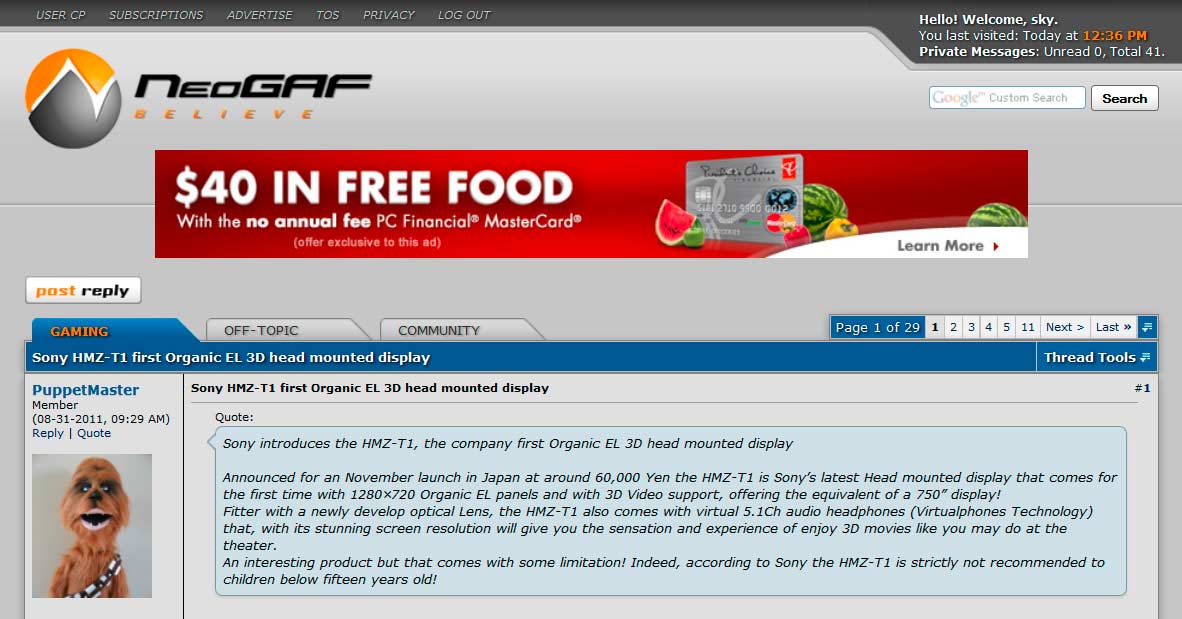 USER CP SUBSCRIPTIONS ADVERTISE TOS PRIVACY LOG OUT
Hello! Welcome, sky.
You last visited: Today at 12:36 PM
Private Messages: Unread 0, Total 41.
NeoGAF
BELIEVE
Google™ Custom Search
Search
$40 IN FREE FOOD
With the no annual fee PC Financial® MasterCard®
(offer exclusive to this ad)
President's Choice
FINANCIAL
MasterCard
Learn More
post reply
GAMING OFF-TOPIC COMMUNITY
Page 1 of 29 1 2 3 4 5 11 Next > Last »
Sony HMZ-T1 first Organic EL 3D head mounted display
Thread Tools
PuppetMaster
Member
(08-31-2011, 09:29 AM)
Reply | Quote
Sony HMZ-T1 first Organic EL 3D head mounted display
#1
Quote:
Sony introduces the HMZ-T1, the company first Organic EL 3D head mounted display
Announced for an November launch in Japan at around 60,000 Yen the HMZ-T1 is Sony's latest Head mounted display that comes for
the first time with 1280×720 Organic EL panels and with 3D Video support, offering the equivalent of a 750” display!
Fitter with a newly develop optical Lens, the HMZ-T1 also comes with virtual 5.1Ch audio headphones (Virtualphones Technology)
that, with its stunning screen resolution will give you the sensation and experience of enjoy 3D movies like you may do at the
theater.
An interesting product but that comes with some limitation! Indeed, according to Sony the HMZ-T1 is strictly not recommended to
children below fifteen years old!